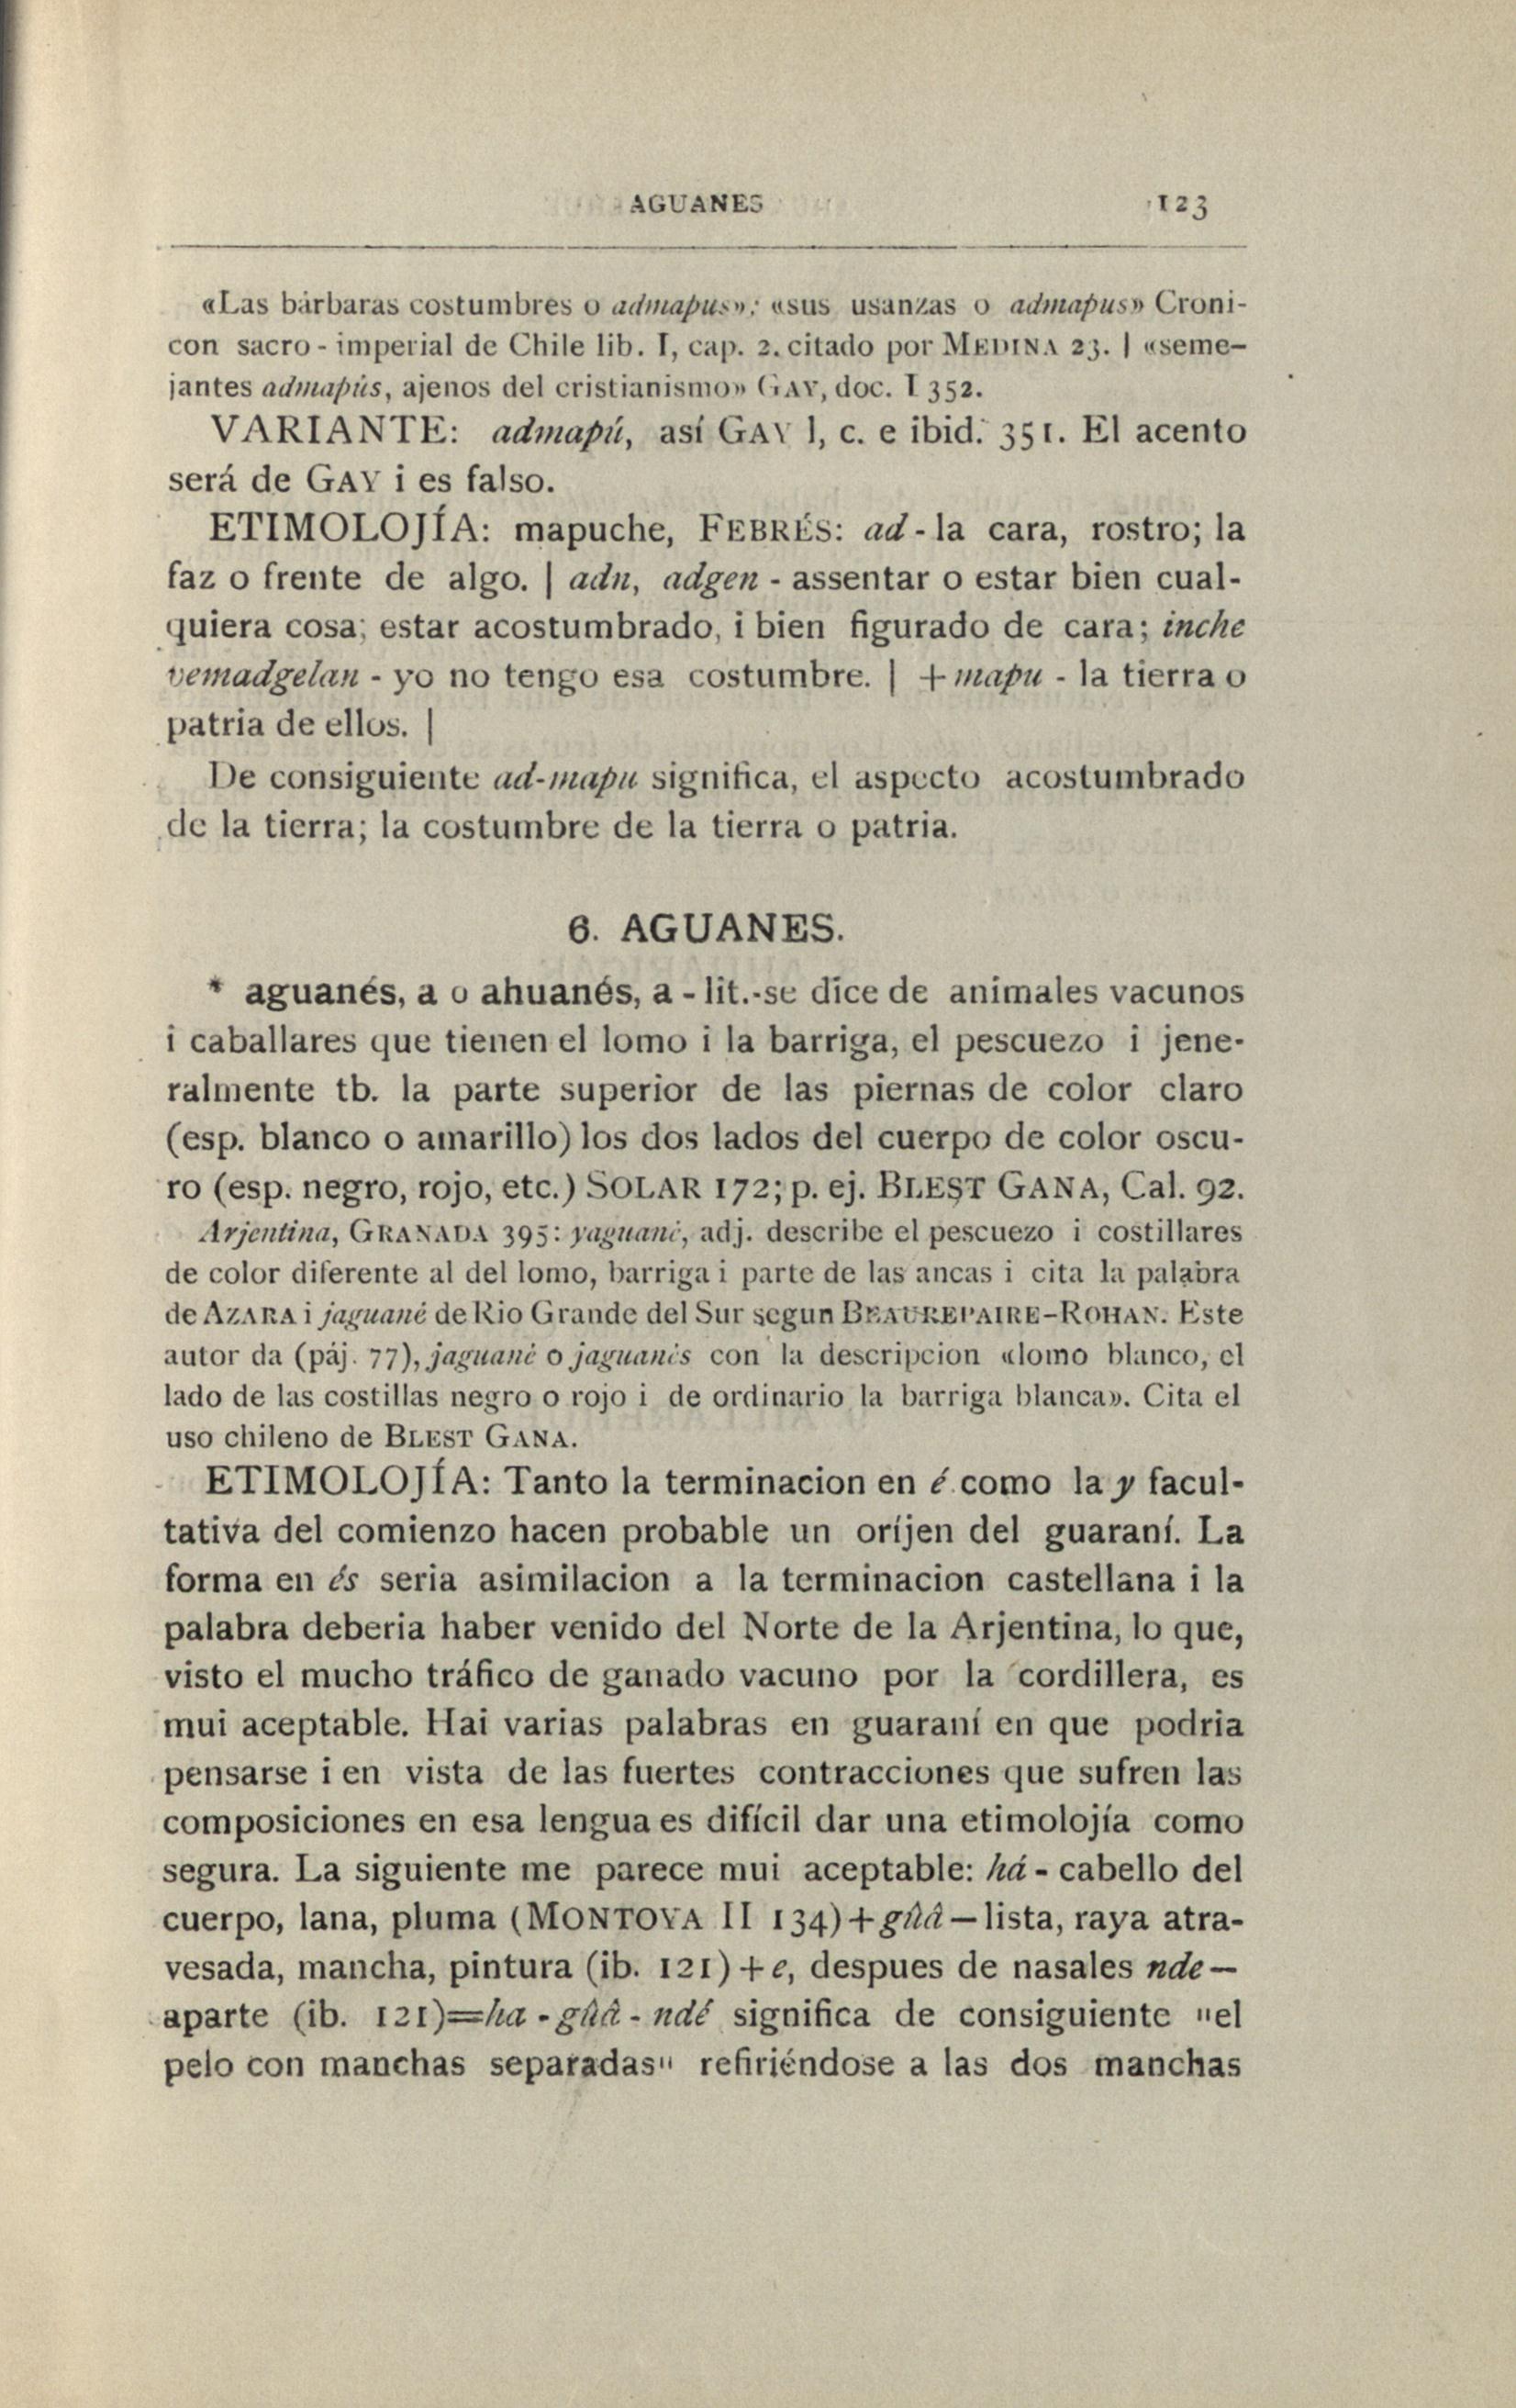 AGUANES 123
«Las bárbaras costumbres o admapus»; «sus usanzas o admapus» Croni-
con sacro - imperial de Chile lib. I, cap. 2. citado por MEDINA 23. | «seme-
jantes admapús, ajenos del cristianismo» GAY, doc. I 352.
VARIANTE: admapú, así GAY l, c. e ibid. 351. El acento
será de GAY i es falso.
ETIMOLOJÍA: mapuche, FEBRÉS: ad - la cara, rostro; la
faz o frente de algo. | adn, adgen - assentar o estar bien cual-
quiera cosa; estar acostumbrado, i bien figurado de cara; inche
vemadgelan - yo no tengo esa costumbre. | + mapu - la tierra o
patria de ellos. |
De consiguiente ad-mapu significa, el aspecto acostumbrado
de la tierra; la costumbre de la tierra o patria.
6. AGUANES.
* aguanés, a o ahuanés, a - lit.-se dice de animales vacunos
i caballares que tienen el lomo i la barriga, el pescuezo i jene-
ralmente tb. la parte superior de las piernas de color claro
(esp. blanco o amarillo) los dos lados del cuerpo de color oscu-
ro (esp. negro, rojo, etc.) SOLAR 172; p. ej. BLEST GANA, Cal. 92.
Arjentina, GRANADA 395: yaguané, adj. describe el pescuezo i costillares
de color diferente al del lomo, barriga i parte de las ancas i cita la palabra
de AZARA i jaguané de Rio Grande del Sur segun BEAUREPAIRE-ROHAN. Este
autor da (páj. 77), jaguané o jaguanés con la descripcion «lomo blanco, el
lado de las costillas negro o rojo i de ordinario la barriga blanca». Cita el
uso chileno de BLEST GANA.
ETIMOLOJÍA: Tanto la terminacion en é como la y facul-
tativa del comienzo hacen probable un oríjen del guaraní. La
forma en és seria asimilacion a la terminacion castellana i la
palabra deberia haber venido del Norte de la Arjentina, lo que,
visto el mucho tráfico de ganado vacuno por la cordillera, es
mui aceptable. Hai varias palabras en guaraní en que podria
pensarse i en vista de las fuertes contracciones que sufren las
composiciones en esa lengua es difícil dar una etimolojía como
segura. La siguiente me parece mui aceptable: há - cabello del
cuerpo, lana, pluma (MONTOYA II 134) + gûâ — lista, raya atra-
vesada, mancha, pintura (ib. 121) + e, despues de nasales nde —
aparte (ib. 121)=ha - gûâ - ndé significa de consiguiente "el
pelo con manchas separadas" refiriéndose a las dos manchas